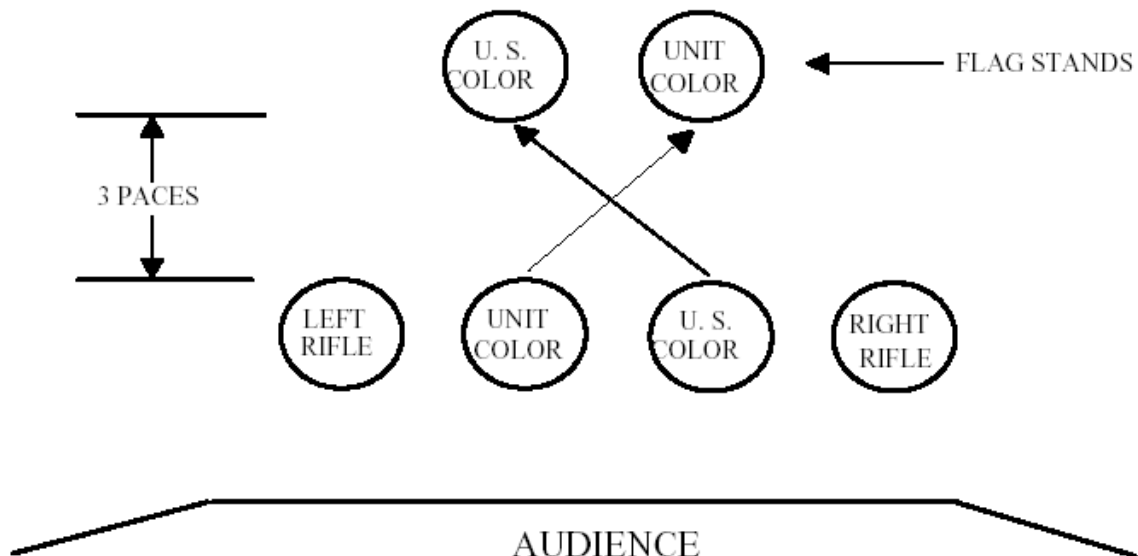 U. S.
COLOR
UNIT
COLOR
FLAG STANDS
3 PACES
LEFT
RIFLE
UNIT
COLOR
U. S.
COLOR
RIGHT
RIFLE
AUDIENCE